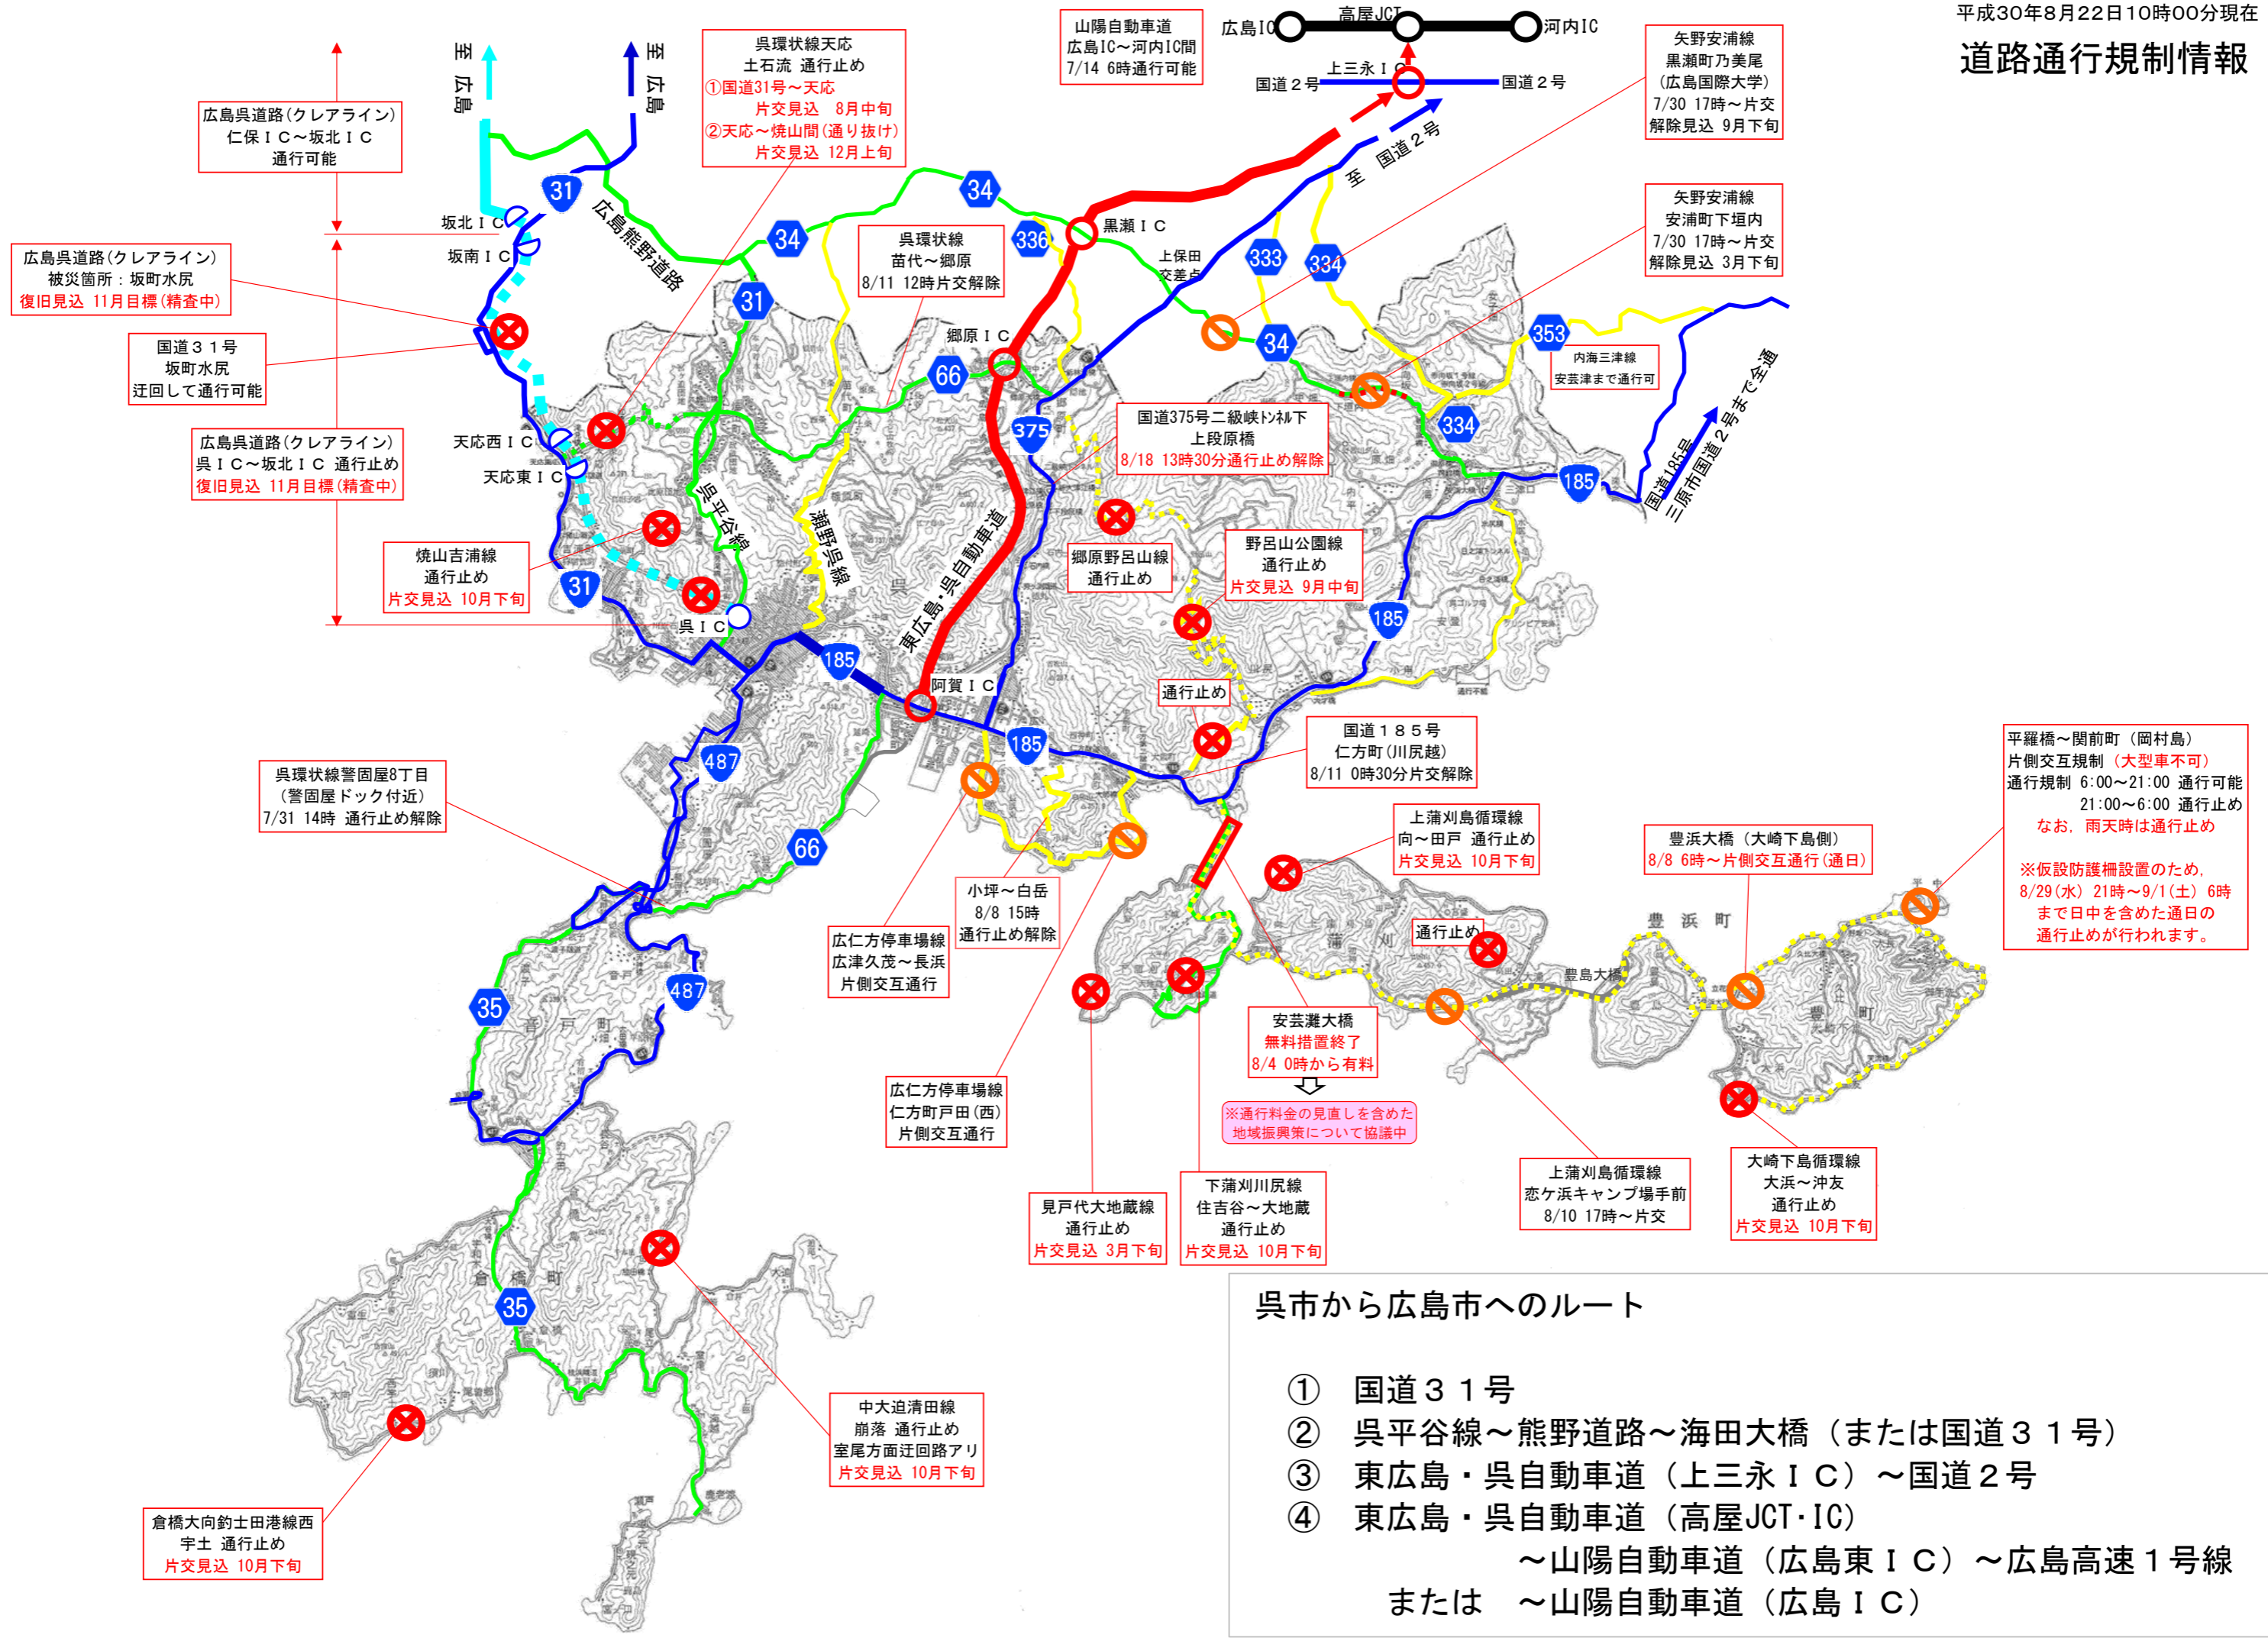 平成30年8月22日10時00分現在
道路通行規制情報
山陽自動車道
広島IC～河内IC間
7/14 6時通行可能
広島IC
高屋JCT
河内IC
国道２号
上三永ＩＣ
国道２号
至　国道２号
矢野安浦線
黒瀬町乃美尾
(広島国際大学)
7/30 17時～片交
解除見込 9月下旬
矢野安浦線
安浦町下垣内
7/30 17時～片交
解除見込 3月下旬
呉環状線天応
土石流 通行止め
①国道31号～天応
片交見込　8月中旬
②天応～焼山間(通り抜け)
片交見込 12月上旬
至 広島
至 広島
広島呉道路(クレアライン)
仁保ＩＣ～坂北ＩＣ
通行可能
31
坂北ＩＣ
坂南ＩＣ
広島熊野道路
34
34
336
黒瀬ＩＣ
上保田
交差点
333
334
31
呉環状線
苗代～郷原
8/11 12時片交解除
広島呉道路(クレアライン)
被災箇所：坂町水尻
復旧見込 11月目標(精査中)
国道３１号
坂町水尻
迂回して通行可能
郷原ＩＣ
66
34
353
内海三津線
安芸津まで通行可
国道185号
三原市国道２号まで全通
広島呉道路(クレアライン)
呉ＩＣ～坂北ＩＣ 通行止め
復旧見込 11月目標(精査中)
天応西ＩＣ
天応東ＩＣ
375
国道375号二級峡ﾄﾝﾈﾙ下
上段原橋
8/18 13時30分通行止め解除
334
185
呉平谷線
瀬野呉線
東広島・呉自動車道
焼山吉浦線
通行止め
片交見込 10月下旬
31
呉ＩＣ
呉
郷原野呂山線
通行止め
野呂山公園線
通行止め
片交見込 9月中旬
185
185
阿賀ＩＣ
通行止め
通行不能
487
185
国道１８５号
仁方町(川尻越)
8/11 0時30分片交解除
呉環状線警固屋8丁目
(警固屋ドック付近)
7/31 14時 通行止め解除
66
平羅橋～関前町（岡村島）
片側交互規制（大型車不可）
通行規制 6:00～21:00 通行可能
21:00～6:00 通行止め
なお，雨天時は通行止め
※仮設防護柵設置のため，
8/29(水) 21時～9/1(土) 6時
まで日中を含めた通日の
通行止めが行われます。
上蒲刈島循環線
向～田戸 通行止め
片交見込 10月下旬
豊浜大橋（大崎下島側）
8/8 6時～片側交互通行(通日)
小坪～白岳
8/8 15時
通行止め解除
広仁方停車場線
広津久茂～長浜
片側交互通行
通行止め
蒲刈
豊浜町
豊島大橋
豊町
487
35
音戸町
安芸灘大橋
無料措置終了
8/4 0時から有料
※通行料金の見直しを含めた
地域振興策について協議中
広仁方停車場線
仁方町戸田(西)
片側交互通行
見戸代大地蔵線
通行止め
片交見込 3月下旬
下蒲刈川尻線
住吉谷～大地蔵
通行止め
片交見込 10月下旬
上蒲刈島循環線
恋ケ浜キャンプ場手前
8/10 17時～片交
大崎下島循環線
大浜～沖友
通行止め
片交見込 10月下旬
倉橋町
35
中大迫清田線
崩落 通行止め
室尾方面迂回路アリ
片交見込 10月下旬
倉橋大向釣士田港線西
宇土 通行止め
片交見込 10月下旬
呉市から広島市へのルート
①　国道３１号
②　呉平谷線～熊野道路～海田大橋（または国道３１号）
③　東広島・呉自動車道（上三永ＩＣ）～国道２号
④　東広島・呉自動車道（高屋JCT･IC）
～山陽自動車道（広島東ＩＣ）～広島高速１号線
または　～山陽自動車道（広島ＩＣ）